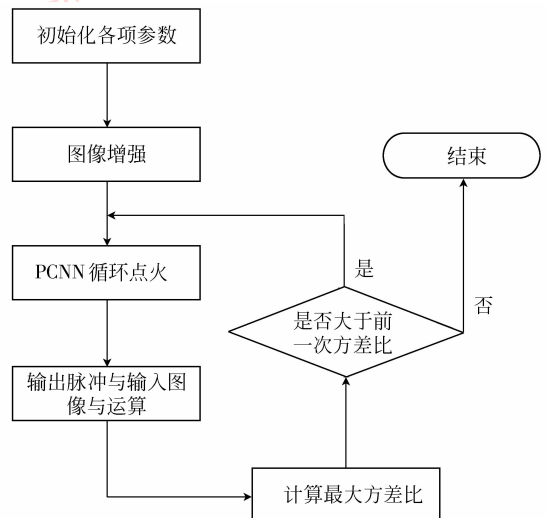 初始化各项参数
图像增强
结束
是
PCNN 循环点火
否
是否大于前
一次方差比
输出脉冲与输入图
像与运算
计算最大方差比